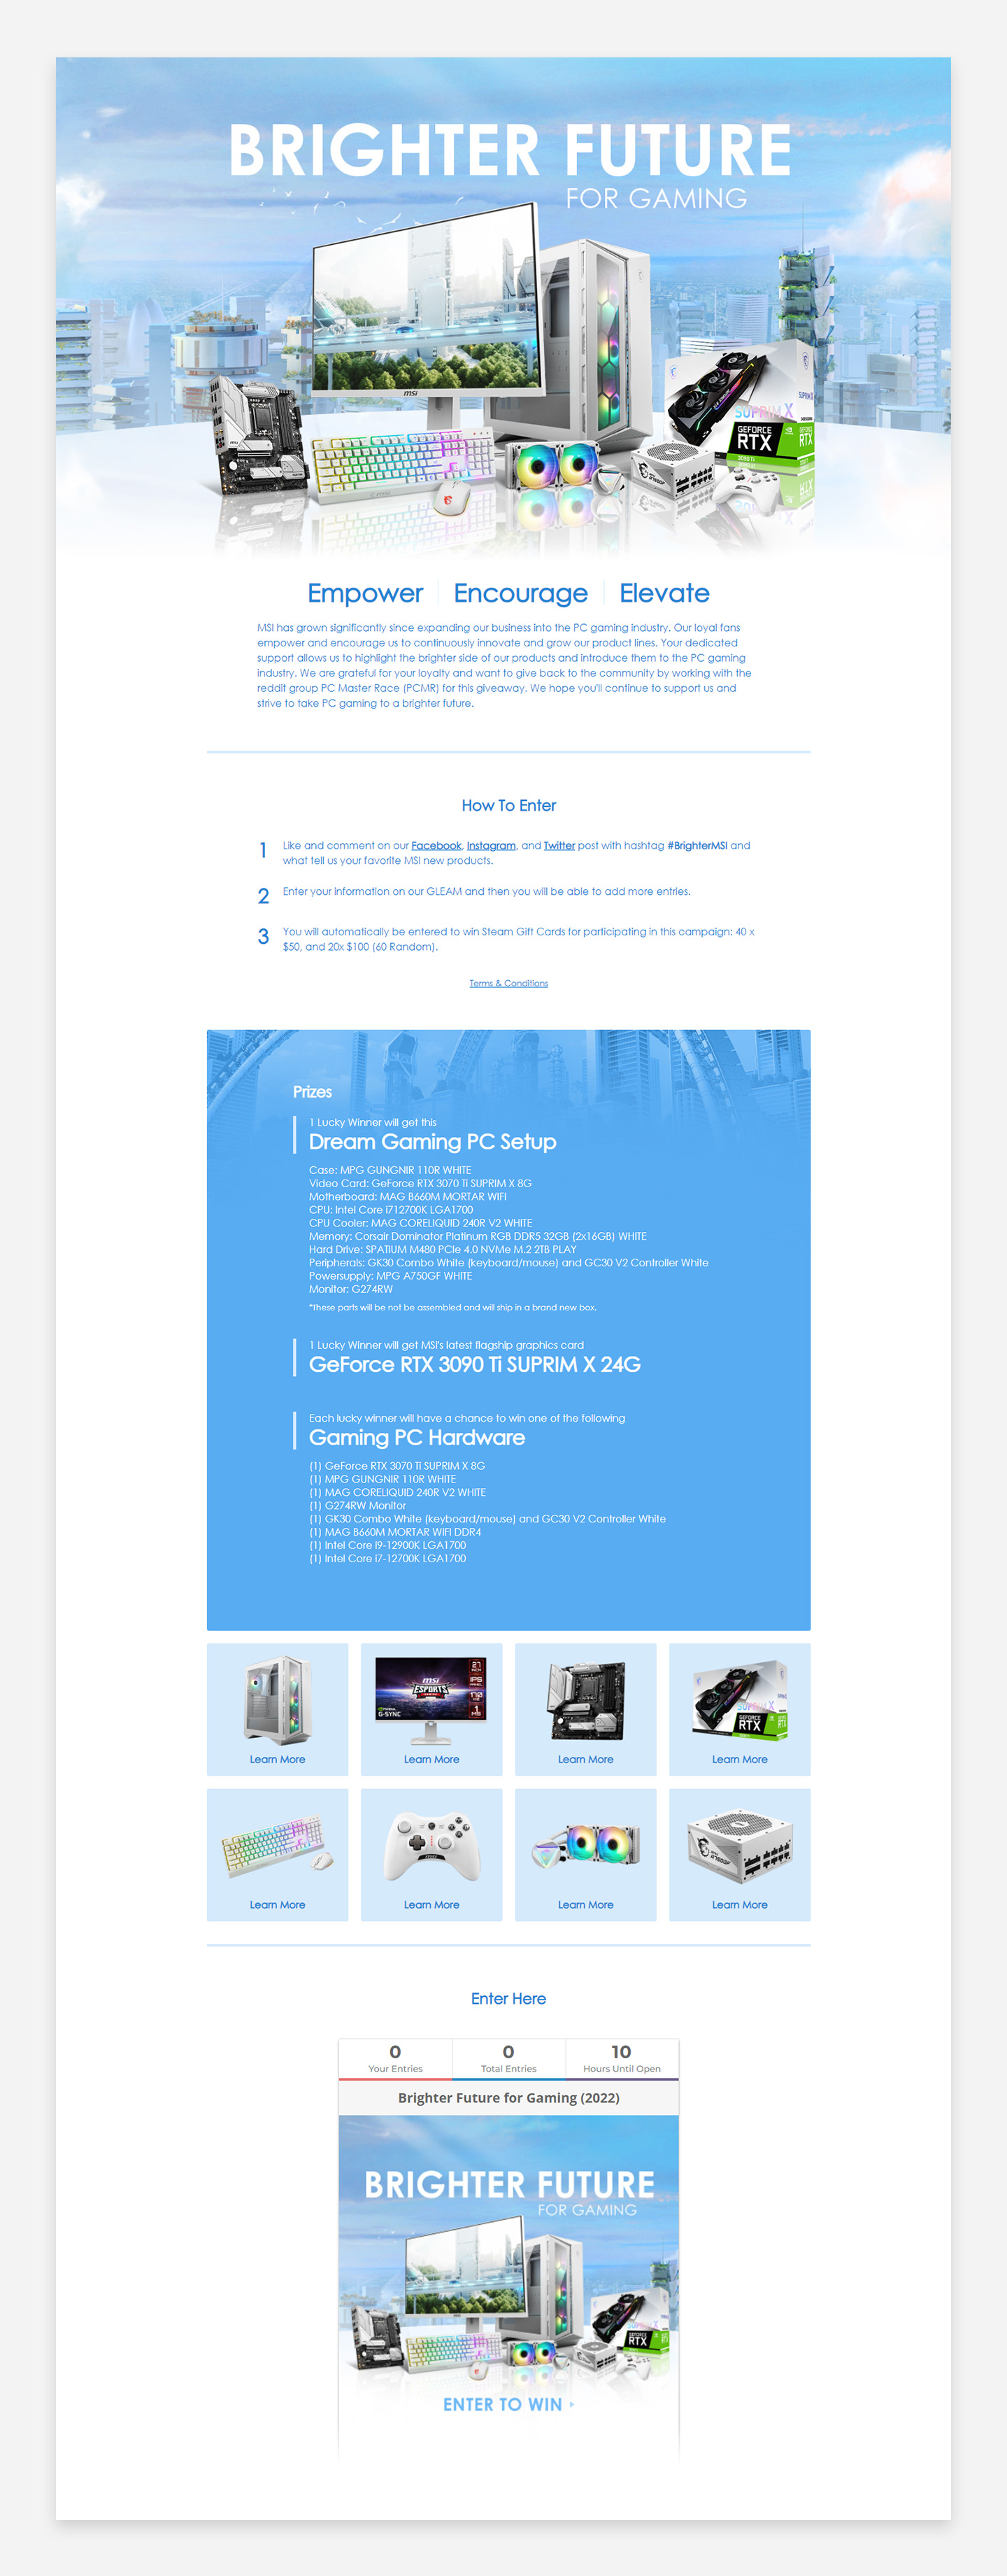 BRIGHTER FUTURE
FOR GAMING
msi
SUPRIM X
GEFORCE
RTX
3090 Ti
Empower
Encourage
Elevate
MSI has grown significantly since expanding our business into the PC gaming industry. Our loyal fans
empower and encourage us to continuously innovate and grow our product lines. Your dedicated
support allows us to highlight the brighter side of our products and introduce them to the PC gaming
industry. We are grateful for your loyalty and want to give back to the community by working with the
reddit group PC Master Race (PCMR) for this giveaway. We hope you'll continue to support us and
strive to take PC gaming to a brighter future.
How To Enter
1
Like and comment on our Facebook, Instagram, and Twitter post with hashtag #BrighterMSI and
what tell us your favorite MSI new products.
2
Enter your information on our GLEAM and then you will be able to add more entries.
3
You will automatically be entered to win Steam Gift Cards for participating in this campaign: 40 x
$50, and 20x $100 (60 Random).
Terms & Conditions
Prizes
1 Lucky Winner will get this
Dream Gaming PC Setup
Case: MPG GUNGNIR 110R WHITE
Video Card: GeForce RTX 3070 Ti SUPRIM X 8G
Motherboard: MAG B660M MORTAR WIFI
CPU: Intel Core i712700K LGA1700
CPU Cooler: MAG CORELIQUID 240R V2 WHITE
Memory: Corsair Dominator Platinum RGB DDR5 32GB (2x16GB) WHITE
Hard Drive: SPATIUM M480 PCIe 4.0 NVMe M.2 2TB PLAY
Peripherals: GK30 Combo White (keyboard/mouse) and GC30 V2 Controller White
Powersupply: MPG A750GF WHITE
Monitor: G274RW
*These parts will be not be assembled and will ship in a brand new box.
1 Lucky Winner will get MSI's latest flagship graphics card
GeForce RTX 3090 Ti SUPRIM X 24G
Each lucky winner will have a chance to win one of the following
Gaming PC Hardware
(1) GeForce RTX 3070 Ti SUPRIM X 8G
(1) MPG GUNGNIR 110R WHITE
(1) MAG CORELIQUID 240R V2 WHITE
(1) G274RW Monitor
(1) GK30 Combo White (keyboard/mouse) and GC30 V2 Controller White
(1) MAG B660M MORTAR WIFI DDR4
(1) Intel Core i9-12900K LGA1700
(1) Intel Core i7-12700K LGA1700
msi
ESPORTS
G-SYNC
27
IPS
170
1
MS
SUPRIM X
GEFORCE
RTX
Learn More
Learn More
Learn More
Learn More
Learn More
Learn More
Learn More
Learn More
Enter Here
0
Your Entries
0
Total Entries
10
Hours Until Open
Brighter Future for Gaming (2022)
BRIGHTER FUTURE
FOR GAMING
GEFORCE
RTX
ENTER TO WIN